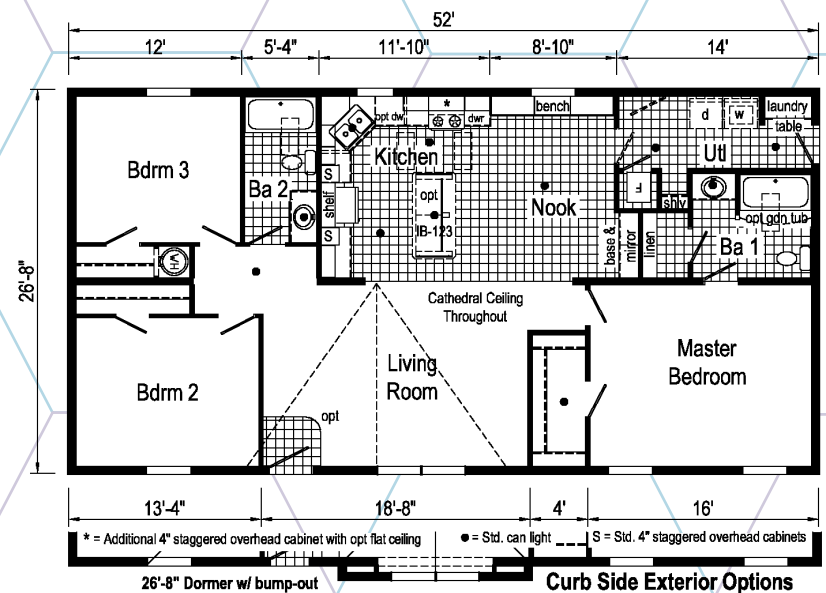 52'
12' 5'-4" 11'-10" 8'-10" 14'
26'-8"
opt dw * dwr bench d w laundry
table
Kitchen Utl
Bdrm 3
Ba 2 S opt F
shelf Nook shlv opt gdn tub
IB-123
S base &
mirror linen Ba 1
WH
Cathedral Ceiling
Throughout
Living
Room
Master
Bedroom
Bdrm 2
opt
13'-4" 18'-8" 4' 16'
* = Additional 4" staggered overhead cabinet with opt flat ceiling ● = Std. can light S = Std. 4" staggered overhead cabinets
26'-8" Dormer w/ bump-out Curb Side Exterior Options